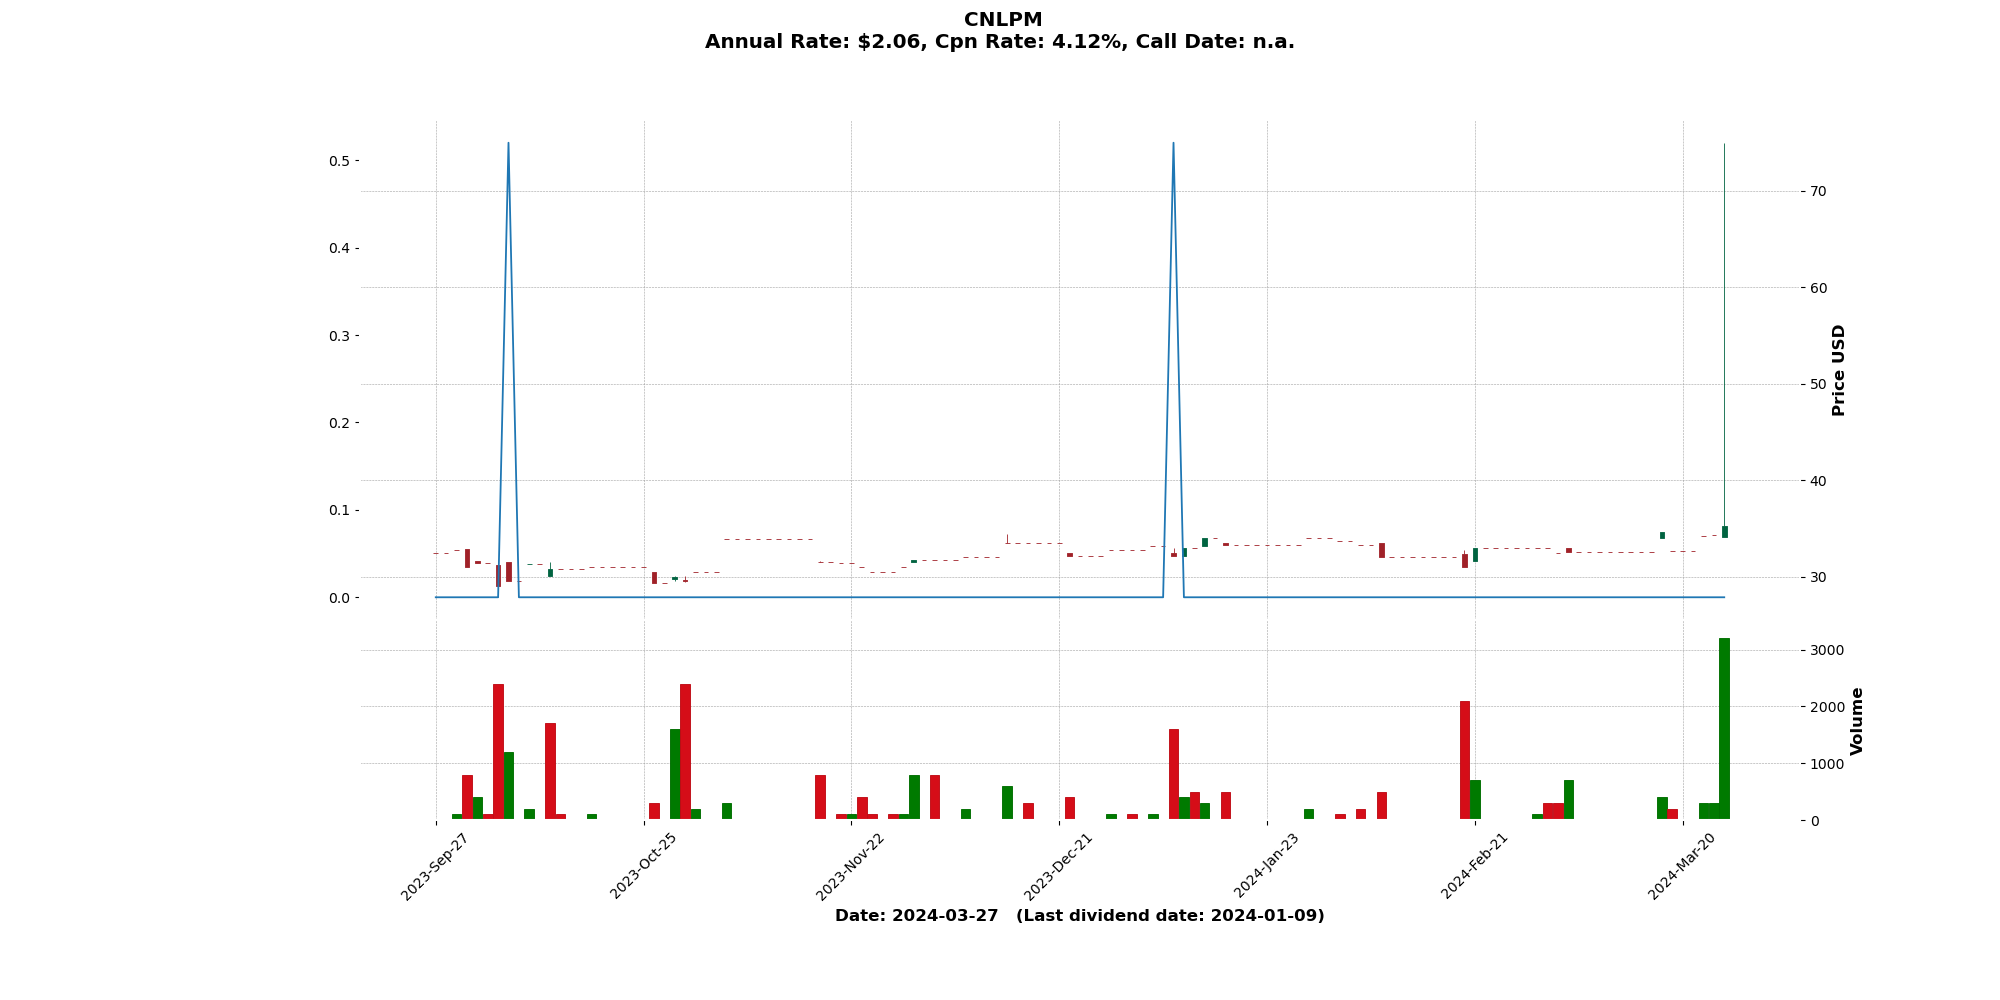 CNLPM
Annual Rate: $2.06, Cpn Rate: 4.12%, Call Date: n.a.
0.5
0.4
0.3
0.2
0.1
0.0
70
60
50
40
30
Price USD
3000
2000
1000
0
Volume
2023-Sep-27
2023-Oct-25
2023-Nov-22
2023-Dec-21
2024-Jan-23
2024-Feb-21
2024-Mar-20
Date: 2024-03-27 (Last dividend date: 2024-01-09)